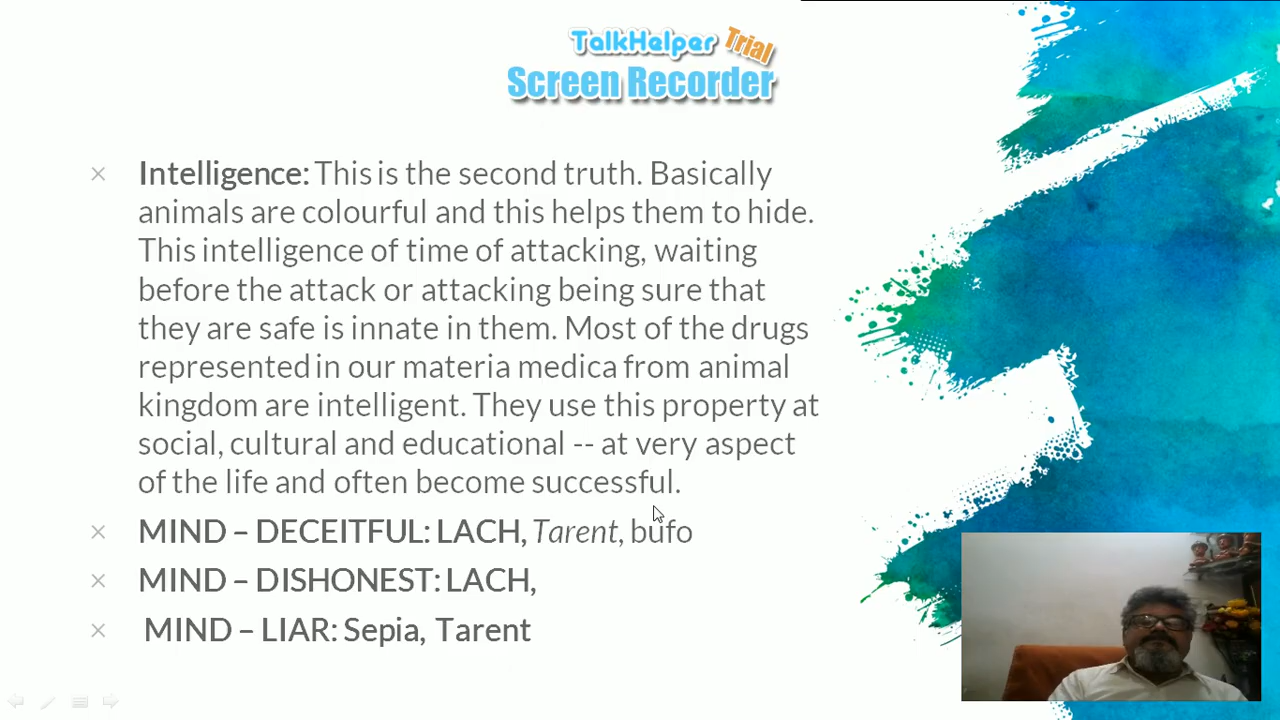 TalkHelper Trial
Screen Recorder
× Intelligence: This is the second truth. Basically
animals are colourful and this helps them to hide.
This intelligence of time of attacking, waiting
before the attack or attacking being sure that
they are safe is innate in them. Most of the drugs
represented in our materia medica from animal
kingdom are intelligent. They use this property at
social, cultural and educational -- at very aspect
of the life and often become successful.
× MIND – DECEITFUL: LACH, Tarent, bufo
× MIND – DISHONEST: LACH,
× MIND – LIAR: Sepia, Tarent